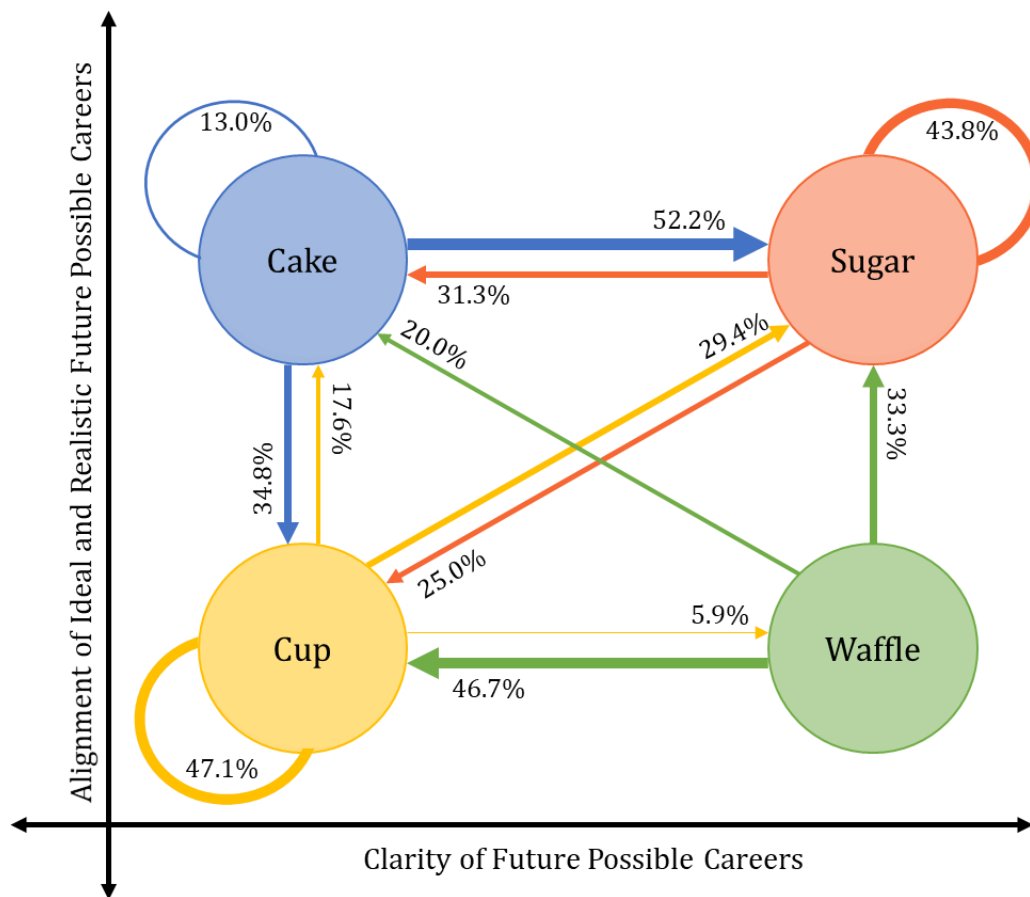 Alignment of Ideal and Realistic Future Possible Careers
13.0%
43.8%
Cake
52.2%
Sugar
31.3%
20.0%
29.4%
34.8%
17.6%
33.3%
25.0%
5.9%
Cup
Waffle
46.7%
47.1%
Clarity of Future Possible Careers